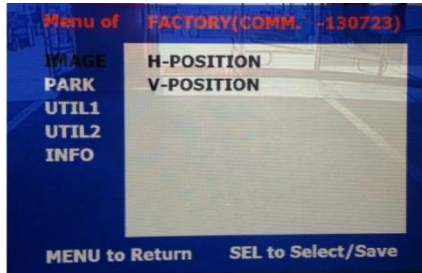 Menu of FACTORY(COMM. -130723)
IMAGE H-POSITION
PARK V-POSITION
UTIL1
UTIL2
INFO
MENU to Return SEL to Select/Save